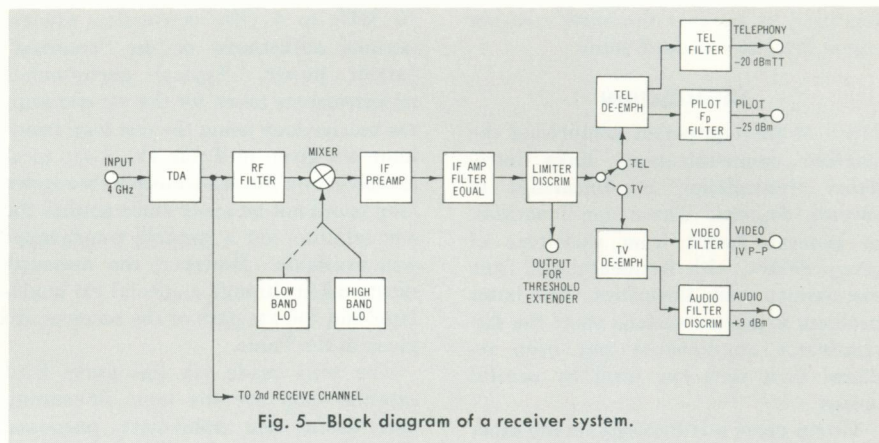 INPUT
4 GHz
TDA
RF
FILTER
MIXER
IF
PREAMP
IF AMP
FILTER
EQUAL
LIMITER
DISCRIM
TEL
TV
TEL
DE-EMPH
TEL
FILTER
TELEPHONY
-20 dBmTT
PILOT
Fp
FILTER
PILOT
-25 dBm
TV
DE-EMPH
VIDEO
FILTER
VIDEO
IV P-P
AUDIO
FILTER
DISCRIM
AUDIO
+9 dBm
OUTPUT
FOR
THRESHOLD
EXTENDER
LOW
BAND
LO
HIGH
BAND
LO
TO 2nd RECEIVE CHANNEL
Fig. 5—Block diagram of a receiver system.